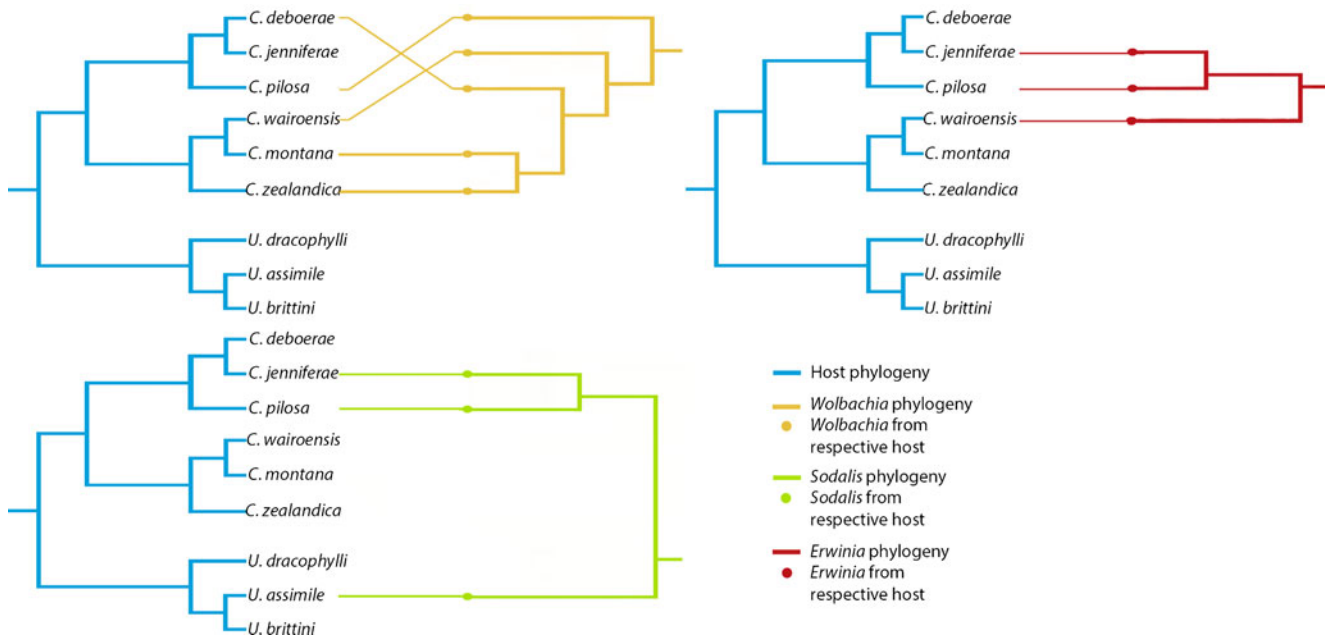 C. deboerae
C. jenniferae
C. pilosa
C. wairoensis
C. montana
C. zealandica
U. dracophylli
U. assimile
U. brittini
C. deboerae
C. jenniferae
C. pilosa
C. wairoensis
C. montana
C. zealandica
U. dracophylli
U. assimile
U. brittini
C. deboerae
C. jenniferae
C. pilosa
C. wairoensis
C. montana
C. zealandica
U. dracophylli
U. assimile
U. brittini
Host phylogeny
Wolbachia phylogeny
Wolbachia from
respective host
Sodalis phylogeny
Sodalis from
respective host
Erwinia phylogeny
Erwinia from
respective host